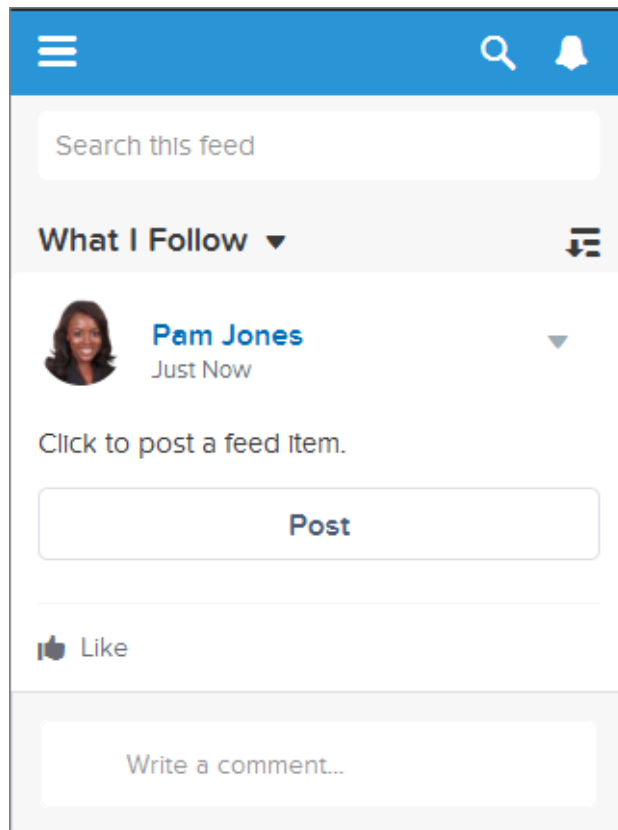 Search this feed
What I Follow
Pam Jones
Just Now
Click to post a feed item.
Post
Like
Write a comment...